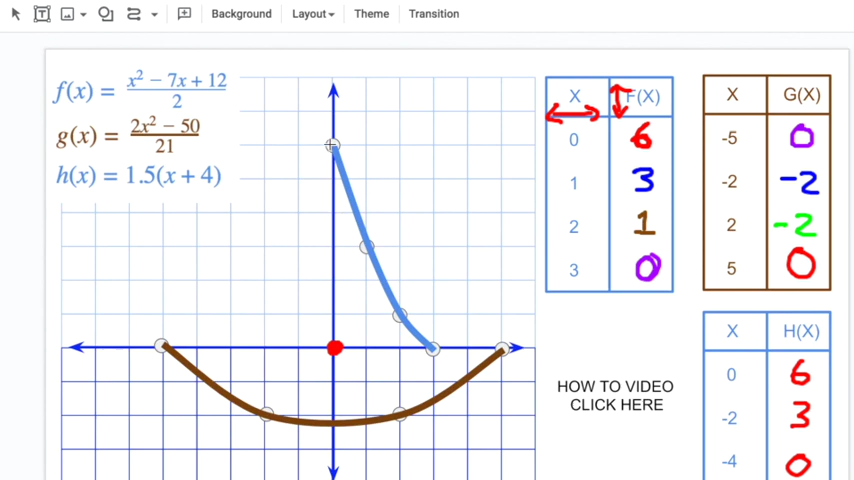 Background Layout Theme Transition
f(x) = x² − 7x + 12 / 2
g(x) = 2x² − 50 / 21
h(x) = 1.5(x + 4)
X F(X)
0 6
1 3
2 1
3 0
X G(X)
-5 0
-2 -2
2 -2
5 0
HOW TO VIDEO
CLICK HERE
X H(X)
0 6
-2 3
-4 0